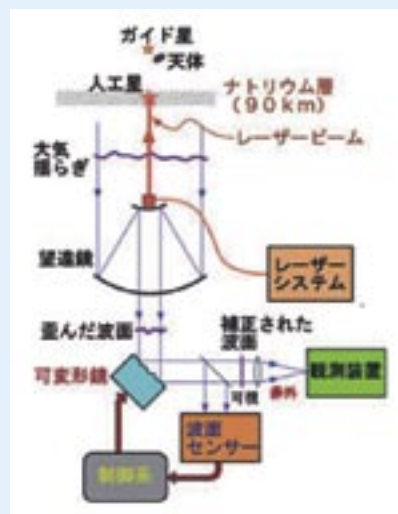 ガイド星
天体
人工星
ナトリウム層
(90km)
レーザービーム
大気
揺らぎ
望遠鏡
レーザー
システム
歪んだ波面
補正された
波面
可変形鏡
可視
赤外
観測装置
波面
センサー
制御系